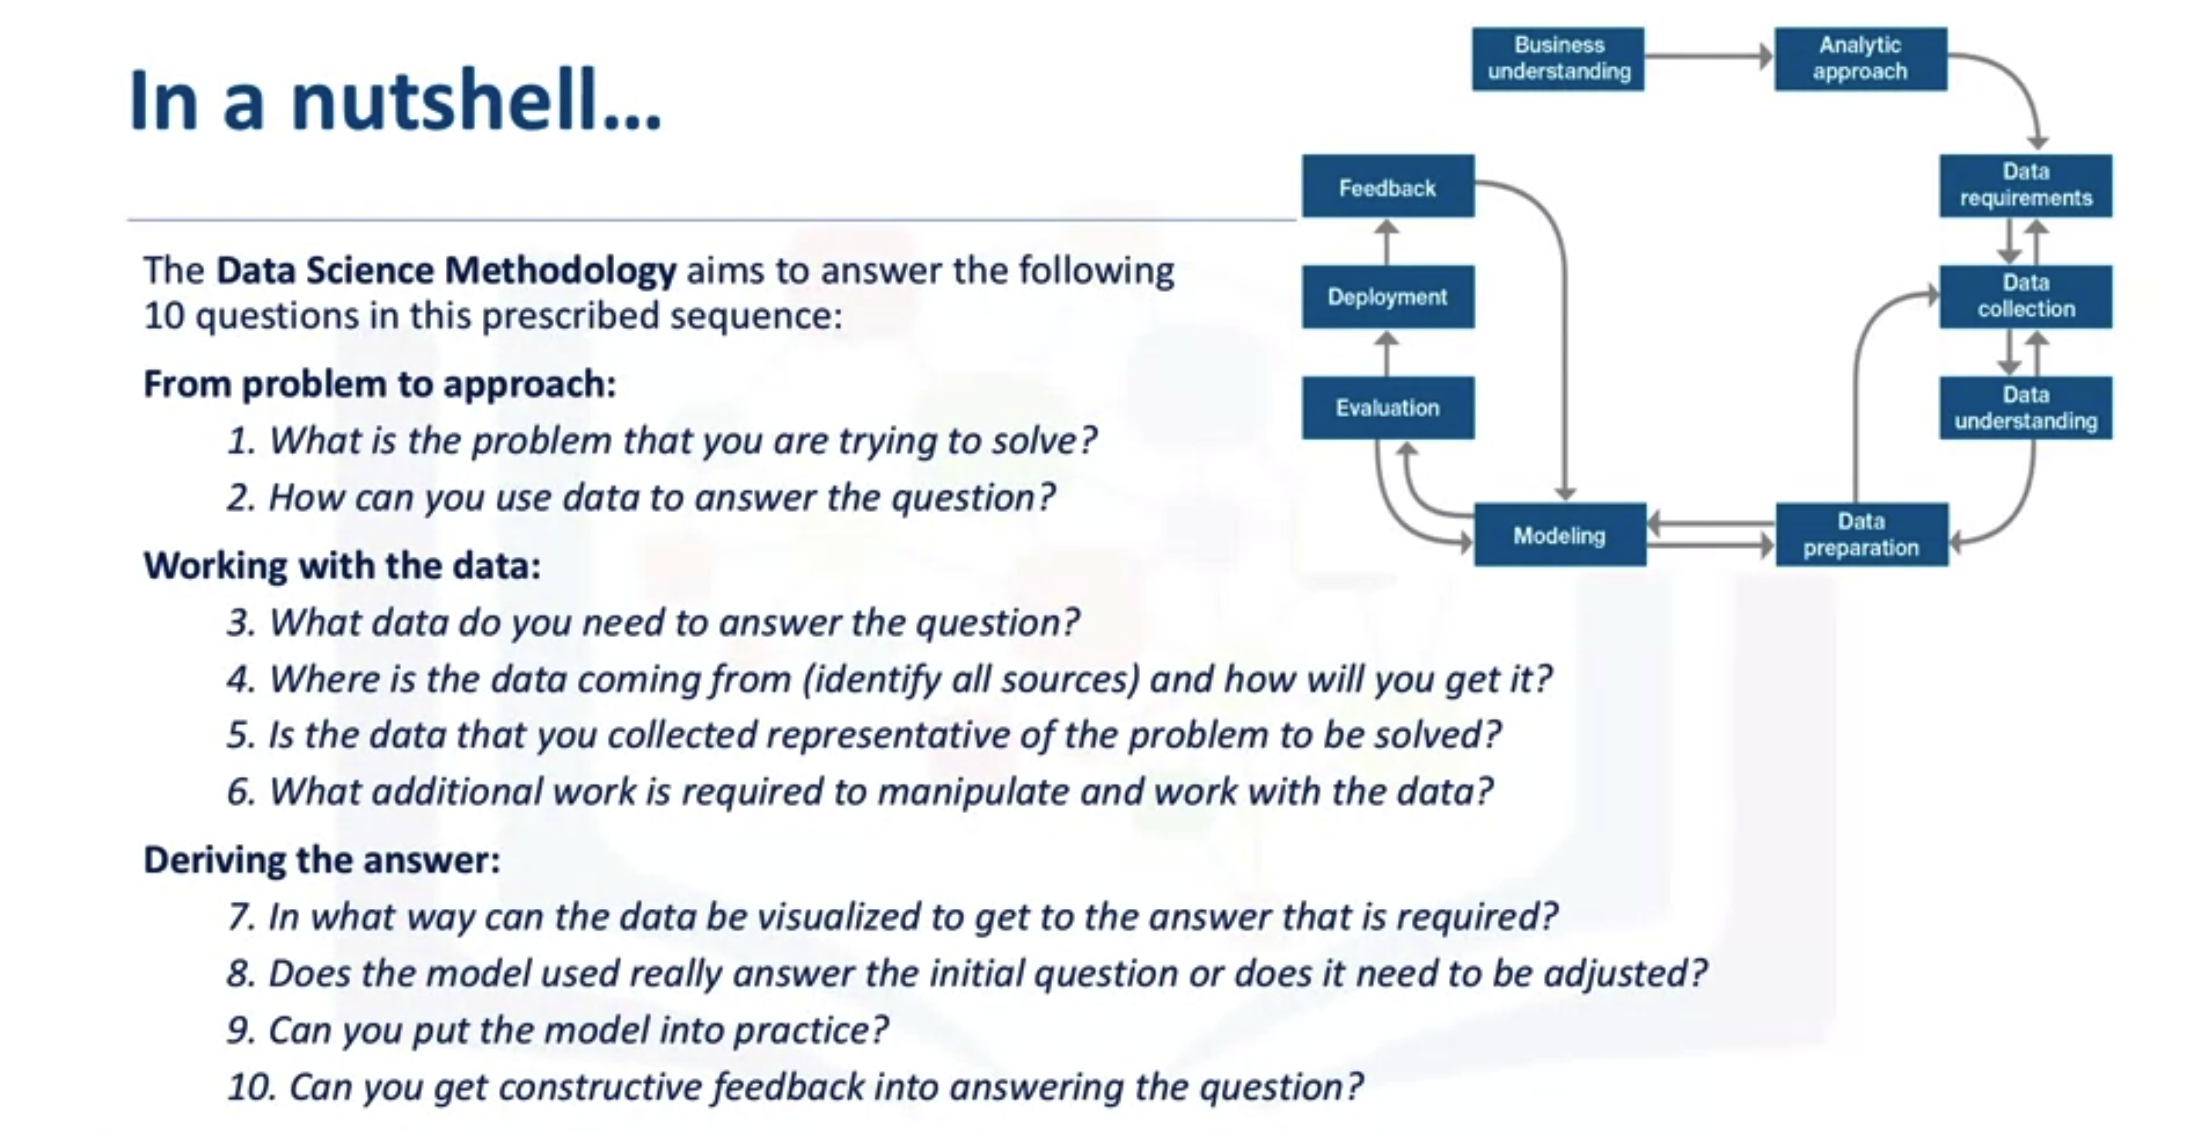 In a nutshell...
The Data Science Methodology aims to answer the following
10 questions in this prescribed sequence:
From problem to approach:
1. What is the problem that you are trying to solve?
2. How can you use data to answer the question?
Working with the data:
3. What data do you need to answer the question?
4. Where is the data coming from (identify all sources) and how will you get it?
5. Is the data that you collected representative of the problem to be solved?
6. What additional work is required to manipulate and work with the data?
Deriving the answer:
7. In what way can the data be visualized to get to the answer that is required?
8. Does the model used really answer the initial question or does it need to be adjusted?
9. Can you put the model into practice?
10. Can you get constructive feedback into answering the question?
Business
understanding
Analytic
approach
Data
requirements
Data
collection
Data
understanding
Data
preparation
Modeling
Evaluation
Deployment
Feedback